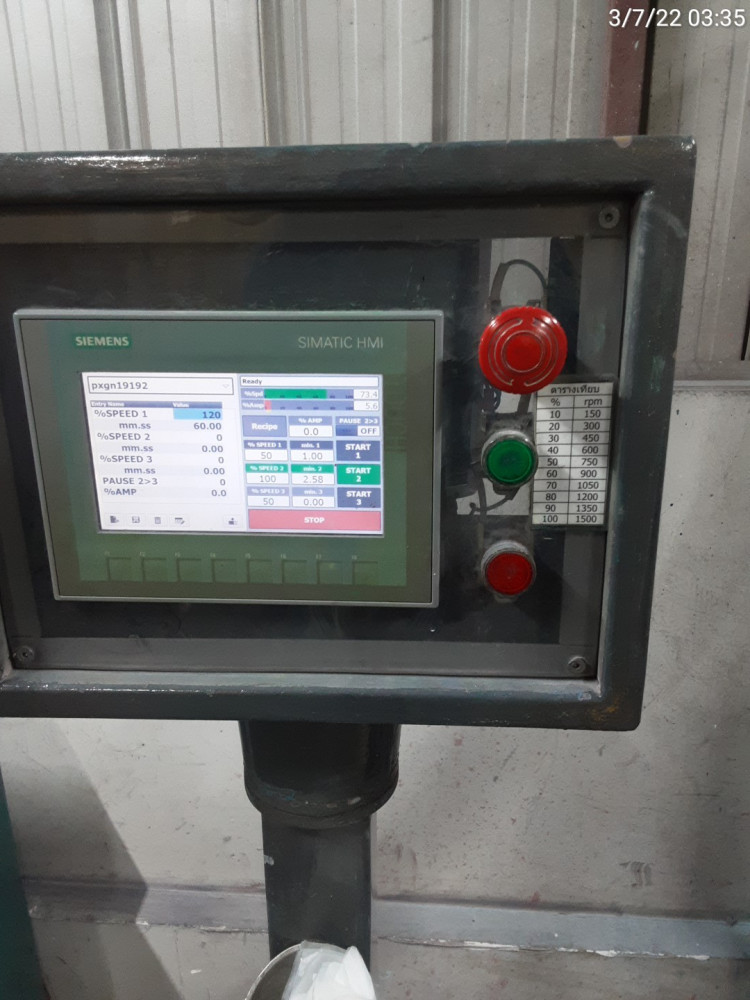 3/7/22 03:35
SIEMENS
SIMATIC HMI
pxgn19192
Entry Name Value
%SPEED 1 120
mm.ss 60.00
%SPEED 2 0
mm.ss 0.00
%SPEED 3 0
mm.ss 0.00
PAUSE 2>3 0
%AMP 0.0
Ready
%Spd 73.4
%Amp 5.6
Recipe
% AMP
0.0
PAUSE 2>3
OFF
% SPEED 1
50
min. 1
1.00
START
1
% SPEED 2
100
min. 2
2.58
START
2
% SPEED 3
50
min. 3
0.00
START
3
STOP
ตารางเทียบ
% rpm
10 150
20 300
30 450
40 600
50 750
60 900
70 1050
80 1200
90 1350
100 1500